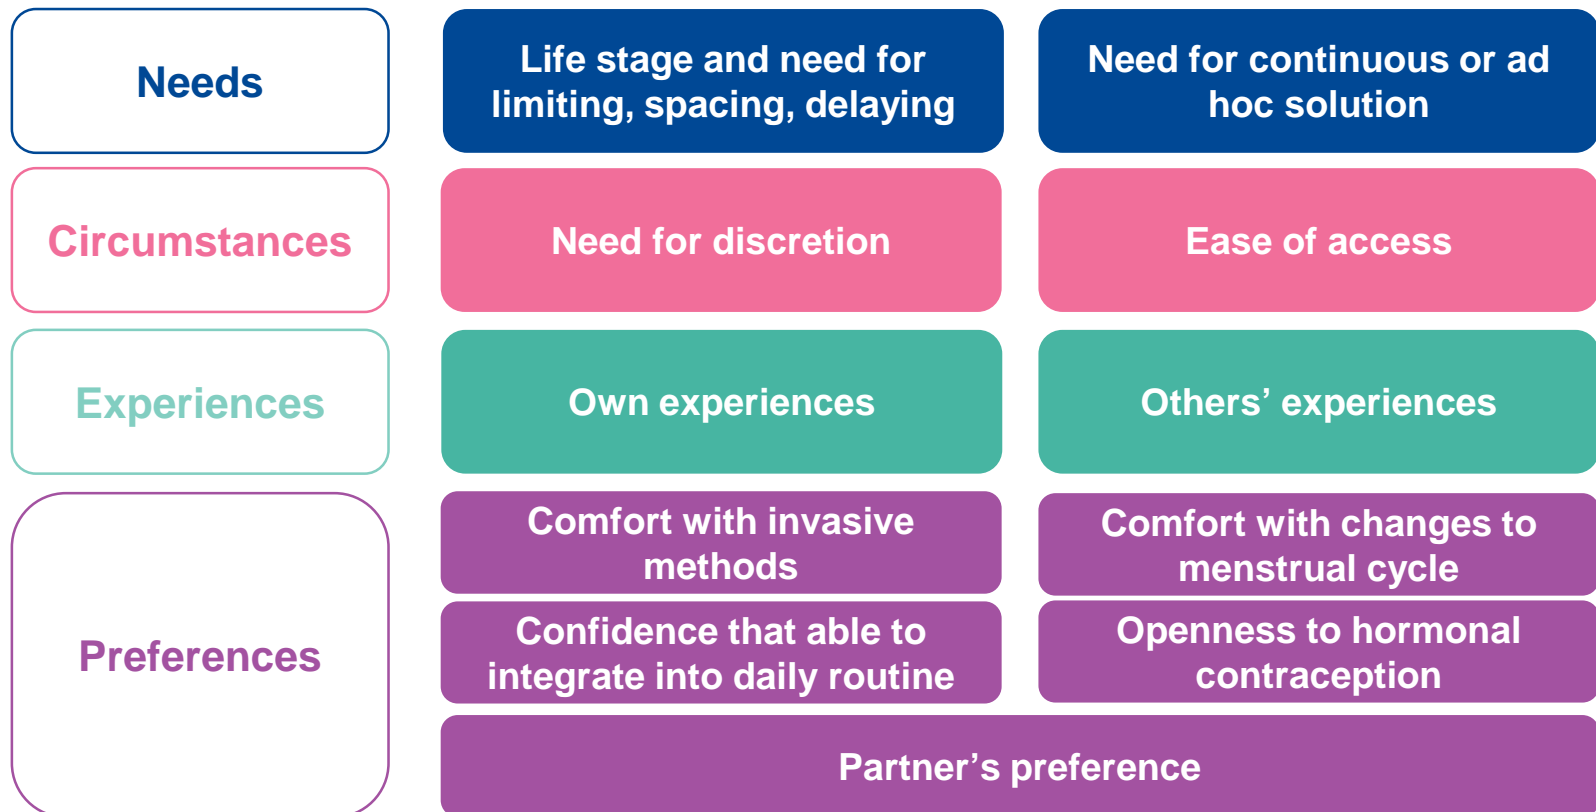 Needs
Life stage and need for
limiting, spacing, delaying
Need for continuous or ad
hoc solution
Circumstances
Need for discretion
Ease of access
Experiences
Own experiences
Others’ experiences
Preferences
Comfort with invasive
methods
Comfort with changes to
menstrual cycle
Confidence that able to
integrate into daily routine
Openness to hormonal
contraception
Partner’s preference